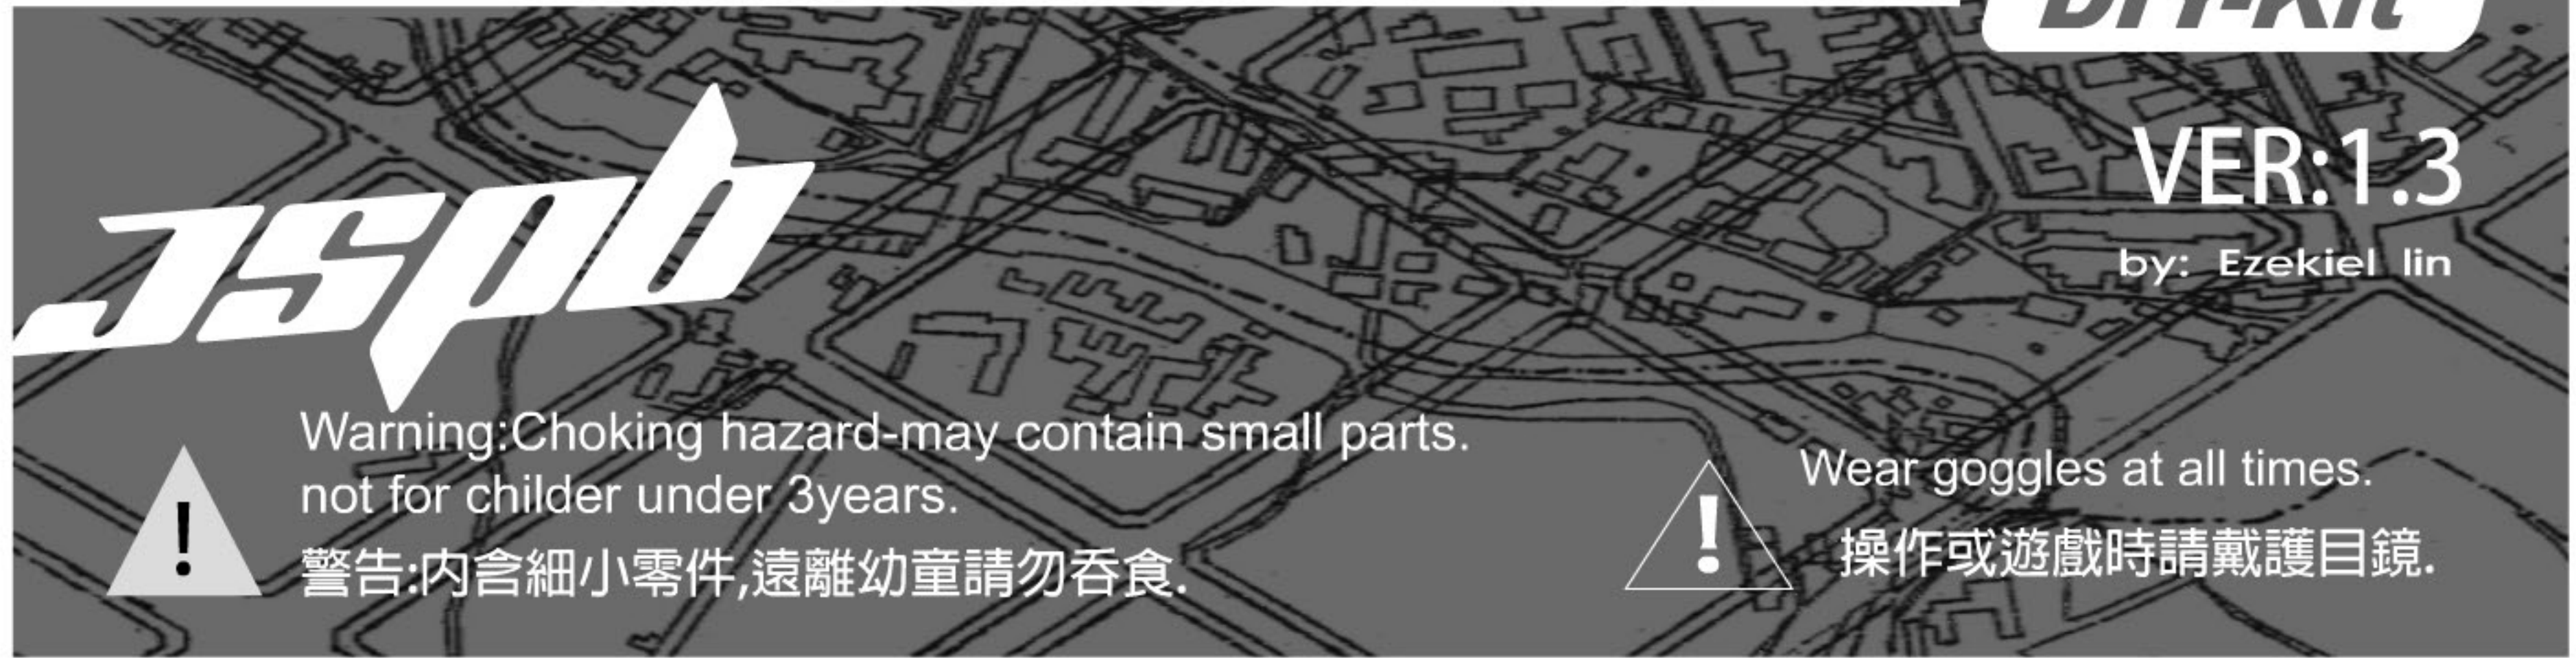 DIY-Kit
VER:1.3
by: Ezekiel lin
JSPB
Warning:Choking hazard-may contain small parts.
not for childer under 3years.
警告:內含細小零件,遠離幼童請勿吞食.
Wear goggles at all times.
操作或遊戲時請戴護目鏡.